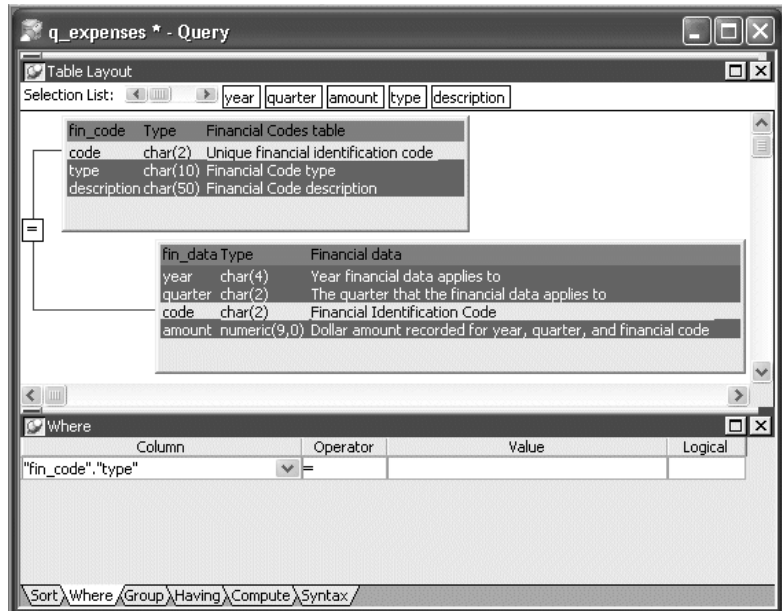 q_expenses * - Query
Table Layout
Selection List: year quarter amount type description
fin_code Type Financial Codes table
code char(2) Unique financial identification code
type char(10) Financial Code type
description char(50) Financial Code description
=
fin_data Type Financial data
year char(4) Year financial data applies to
quarter char(2) The quarter that the financial data applies to
code char(2) Financial Identification Code
amount numeric(9,0) Dollar amount recorded for year, quarter, and financial code
Where
Column Operator Value Logical
"fin_code"."type" =
Sort Where Group Having Compute Syntax